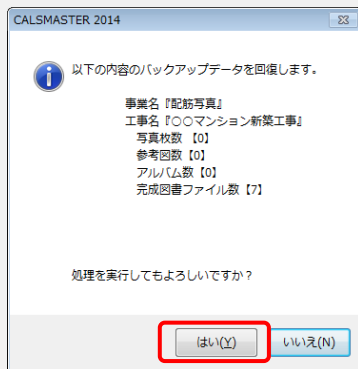 CALSMASTER 2014
以下の内容のバックアップデータを回復します。
事業名『配筋写真』
工事名『○○マンション新築工事』
写真枚数 【0】
参考図数【0】
アルバム数【0】
完成図書ファイル数【7】
処理を実行してもよろしいですか？
はい(Y) いいえ(N)